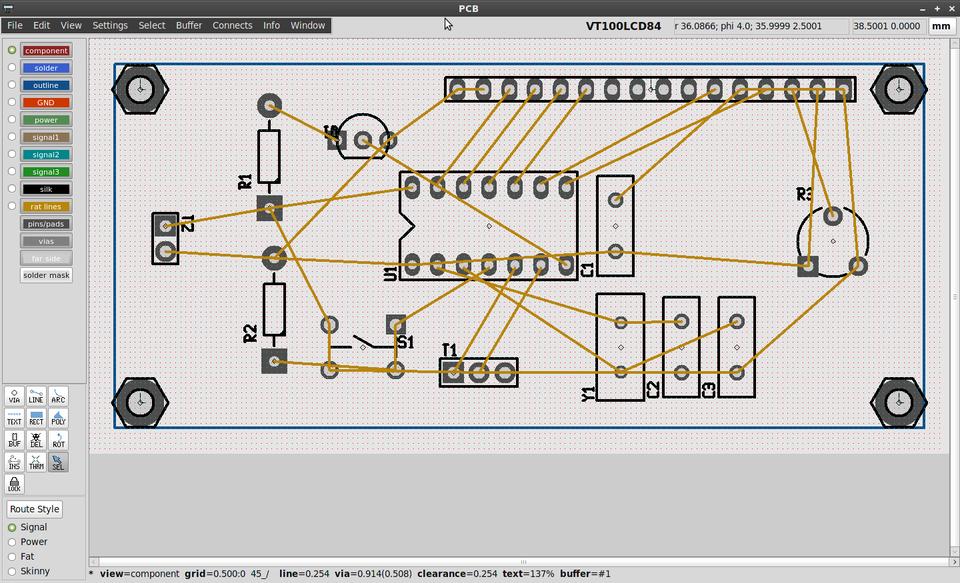 PCB
File Edit View Settings Select Buffer Connects Info Window
VT100LCD84
r 36.0866; phi 4.0; 35.9999 2.5001
38.5001 0.0000
mm
component
solder
outline
GND
power
signal1
signal2
signal3
silk
rat lines
pins/pads
vias
far side
solder mask
VIA LINE ARC
TEXT RECT POLY
BUF DEL ROT
INS THRM SEL
LOCK
Route Style
Signal
Power
Fat
Skinny
R1
R2
R3
U1
C1
S1
T1
Y1
C2
C3
* view=component grid=0.500:0 45_/ line=0.254 via=0.914(0.508) clearance=0.254 text=137% buffer=#1